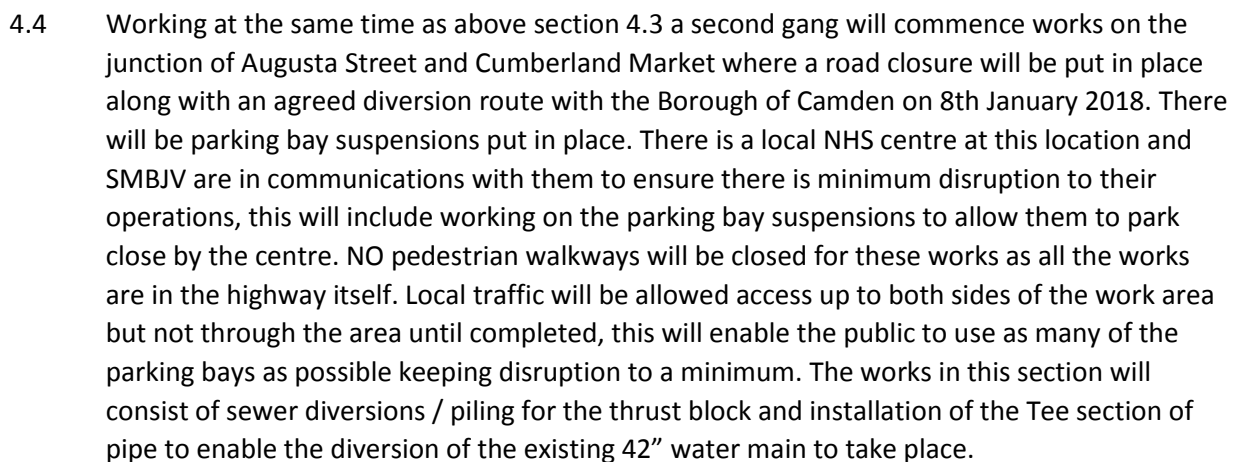 4.4 Working at the same time as above section 4.3 a second gang will commence works on the
junction of Augusta Street and Cumberland Market where a road closure will be put in place
along with an agreed diversion route with the Borough of Camden on 8th January 2018. There
will be parking bay suspensions put in place. There is a local NHS centre at this location and
SMBJV are in communications with them to ensure there is minimum disruption to their
operations, this will include working on the parking bay suspensions to allow them to park
close by the centre. NO pedestrian walkways will be closed for these works as all the works
are in the highway itself. Local traffic will be allowed access up to both sides of the work area
but not through the area until completed, this will enable the public to use as many of the
parking bays as possible keeping disruption to a minimum. The works in this section will
consist of sewer diversions / piling for the thrust block and installation of the Tee section of
pipe to enable the diversion of the existing 42” water main to take place.